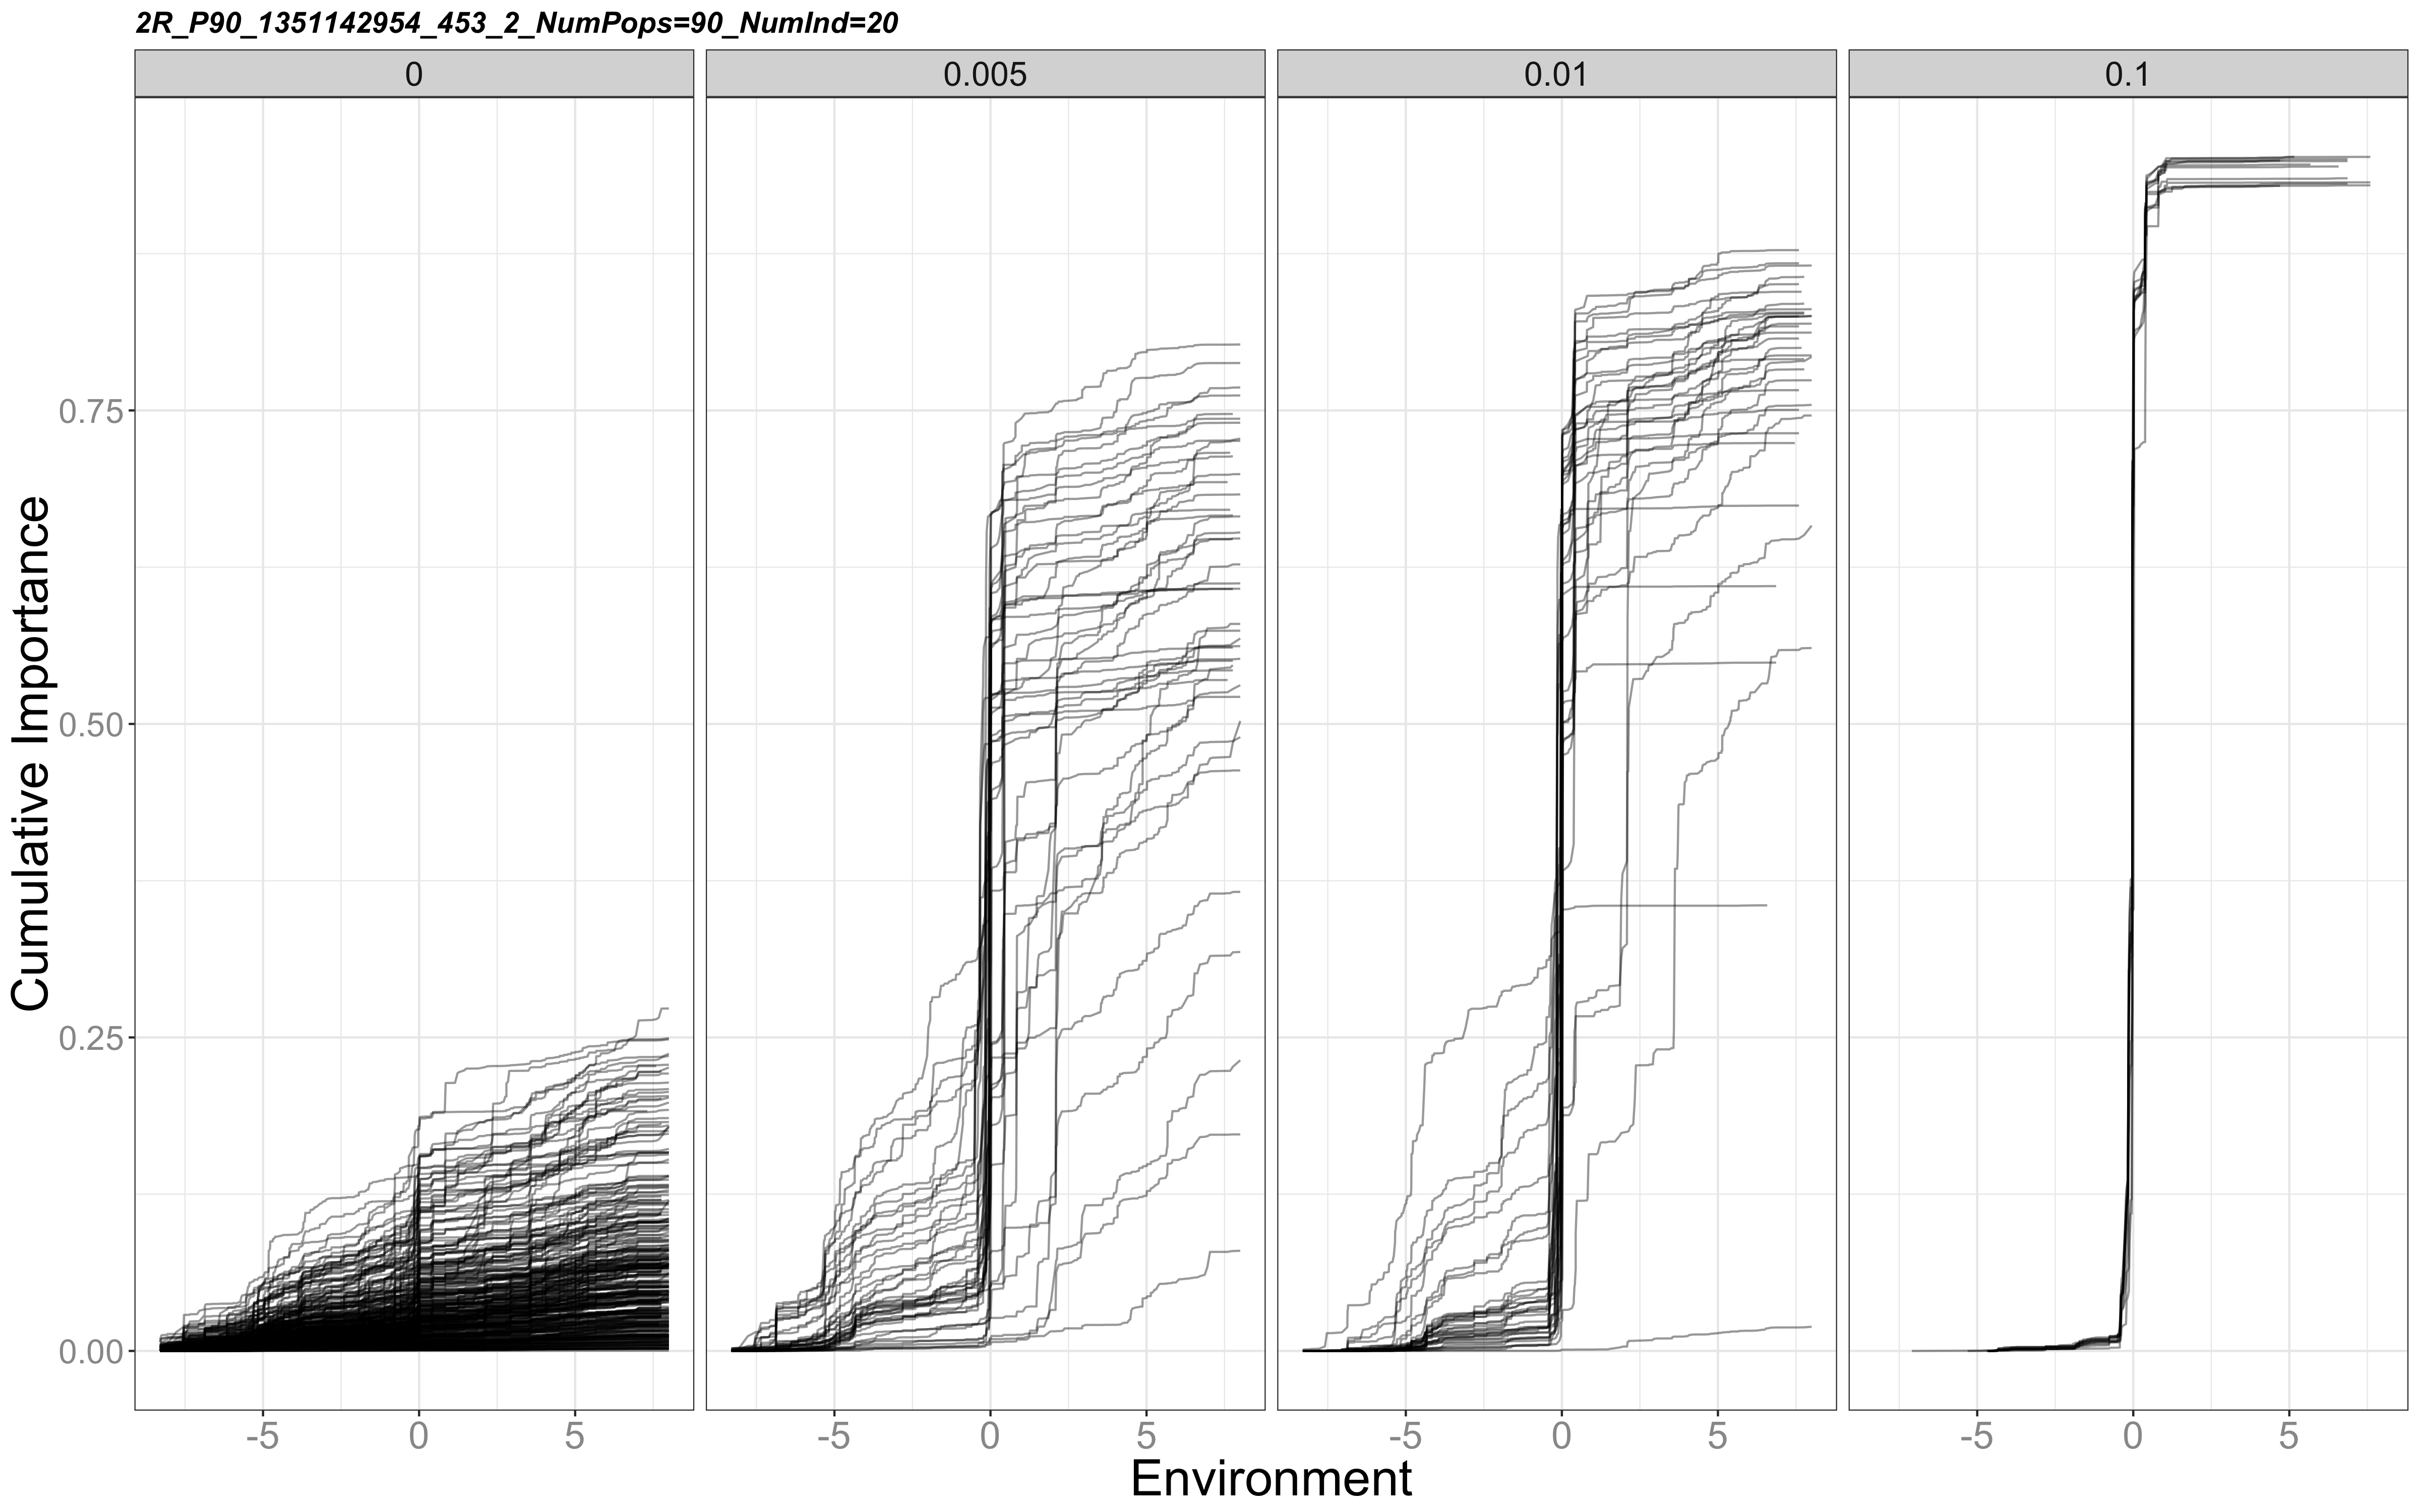 2R_P90_1351142954_453_2_NumPops=90_NumInd=20
0 0.005 0.01 0.1
Cumulative Importance
0.75
0.50
0.25
0.00
-5 0 5 -5 0 5 -5 0 5 -5 0 5
Environment